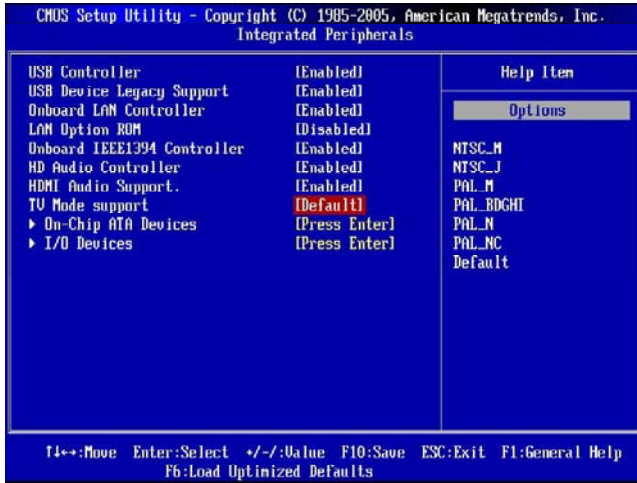 CMOS Setup Utility - Copyright (C) 1985-2005, American Megatrends, Inc.
Integrated Peripherals
USB Controller [Enabled]
USB Device Legacy Support [Enabled]
Onboard LAN Controller [Enabled]
LAN Option ROM [Disabled]
Onboard IEEE1394 Controller [Enabled]
HD Audio Controller [Enabled]
HDMI Audio Support. [Enabled]
TV Mode support [Default]
▶ On-Chip ATA Devices [Press Enter]
▶ I/O Devices [Press Enter]
Help Item
Options
NTSC_M
NTSC_J
PAL_M
PAL_BDGHI
PAL_N
PAL_NC
Default
↑↓←→:Move Enter:Select +/-/:Value F10:Save ESC:Exit F1:General Help
F6:Load Optimized Defaults